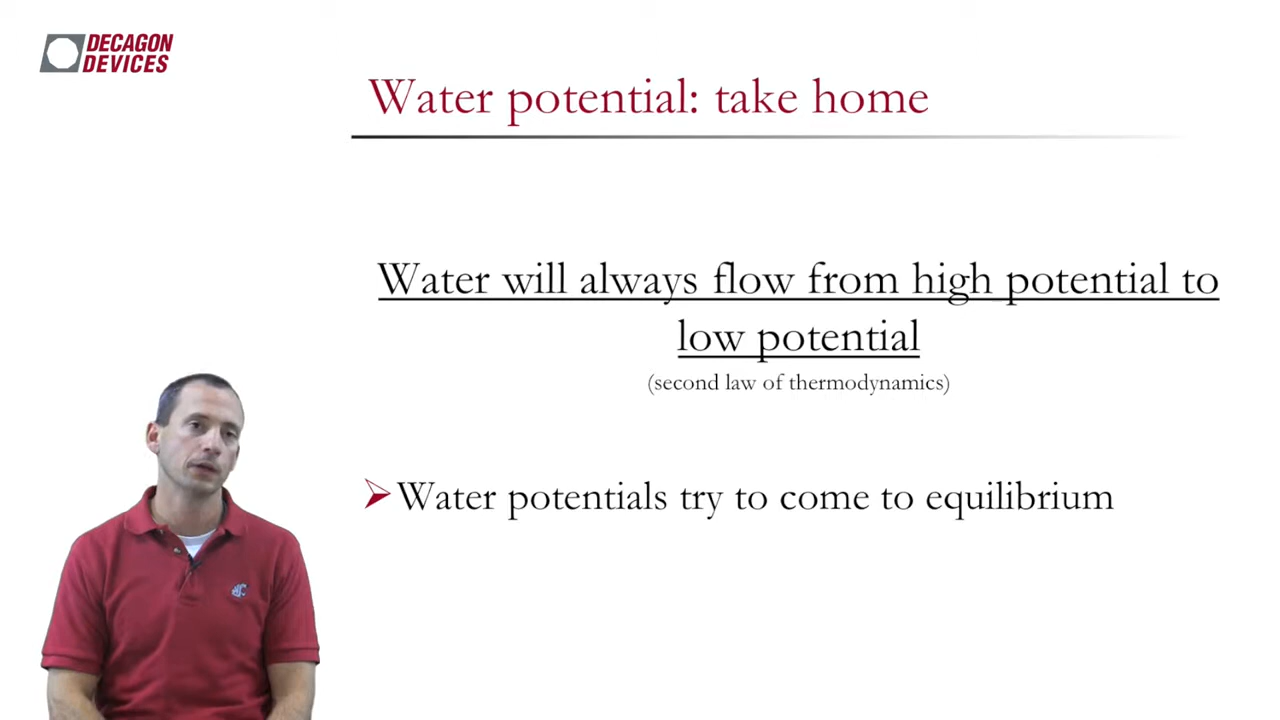 DECAGON
DEVICES
Water potential: take home
Water will always flow from high potential to
low potential
(second law of thermodynamics)
Water potentials try to come to equilibrium